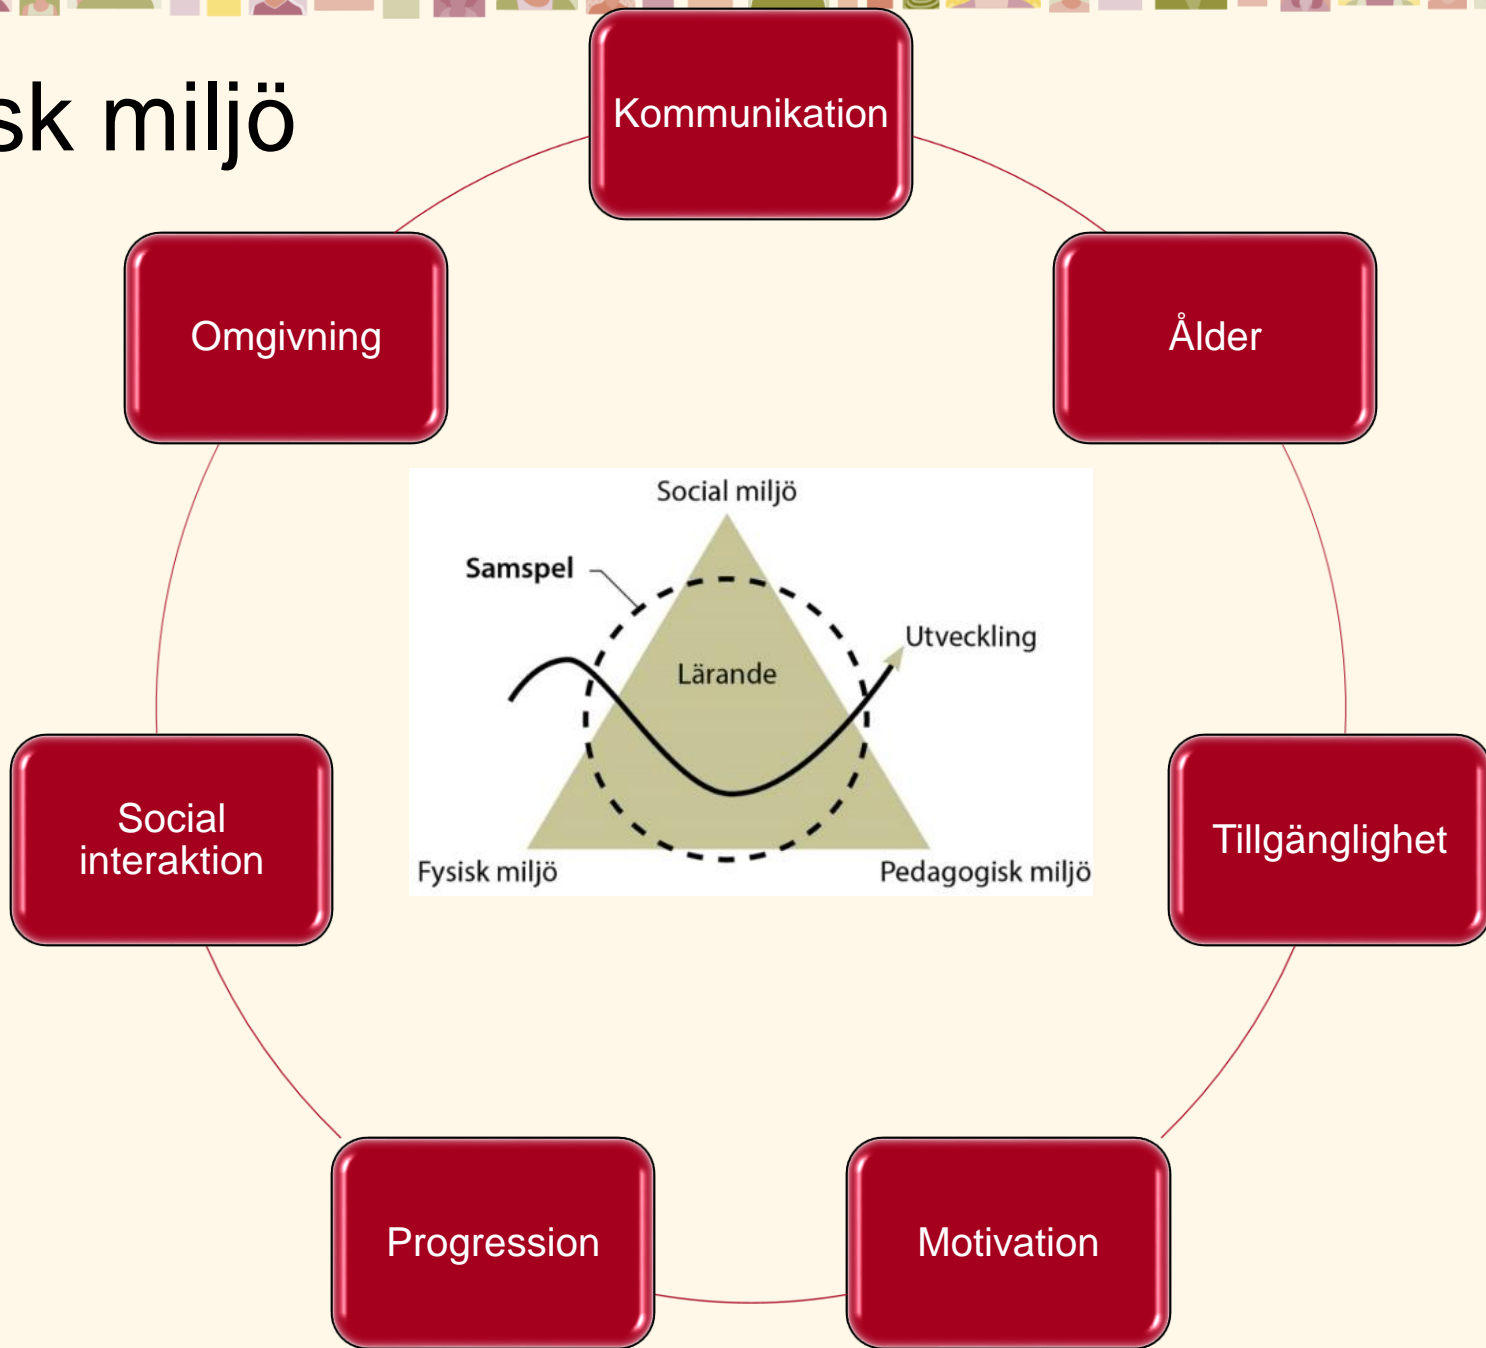 sk miljö
Kommunikation
Omgivning
Ålder
Social miljö
Samspel
Utveckling
Lärande
Fysisk miljö
Pedagogisk miljö
Social
interaktion
Tillgänglighet
Progression
Motivation